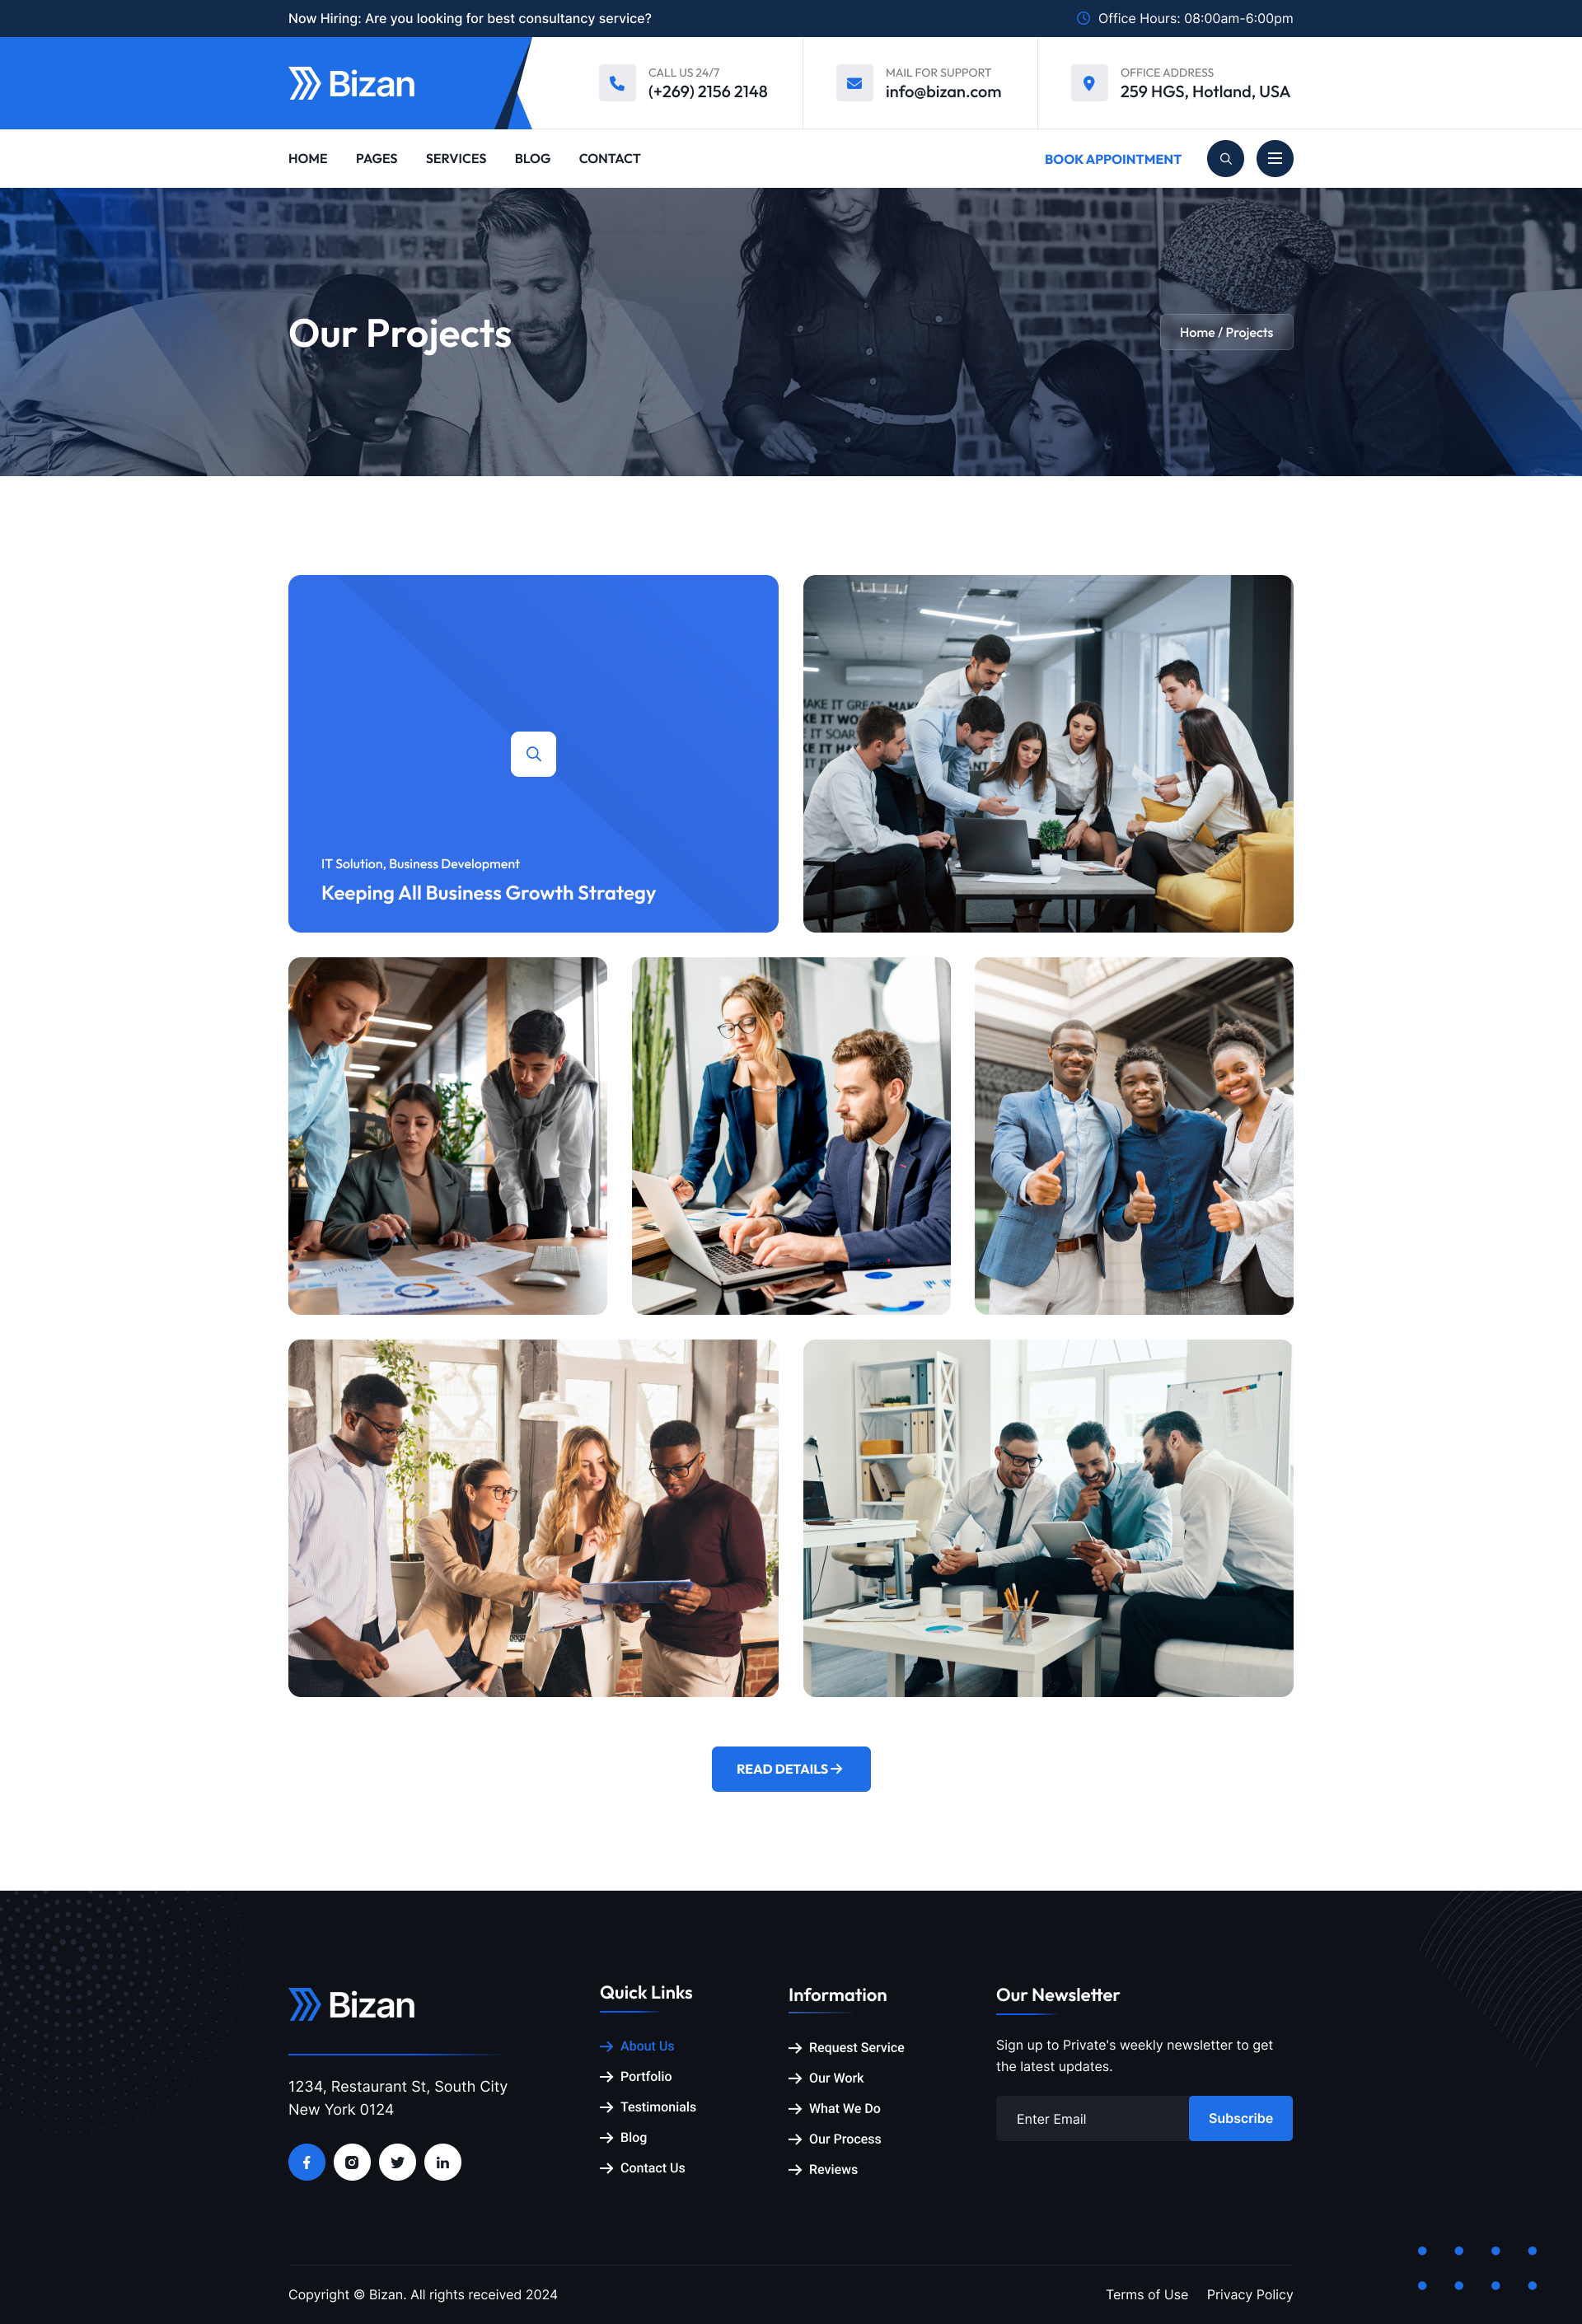 Now Hiring: Are you looking for best consultancy service?
Office Hours: 08:00am-6:00pm
Bizan
CALL US 24/7
(+269) 2156 2148
MAIL FOR SUPPORT
info@bizan.com
OFFICE ADDRESS
259 HGS, Hotland, USA
HOME
PAGES
SERVICES
BLOG
CONTACT
BOOK APPOINTMENT
Our Projects
Home / Projects
IT Solution, Business Development
Keeping All Business Growth Strategy
READ DETAILS
Bizan
1234, Restaurant St, South City
New York 0124
Quick Links
About Us
Portfolio
Testimonials
Blog
Contact Us
Information
Request Service
Our Work
What We Do
Our Process
Reviews
Our Newsletter
Sign up to Private's weekly newsletter to get
the latest updates.
Enter Email
Subscribe
Copyright © Bizan. All rights received 2024
Terms of Use
Privacy Policy